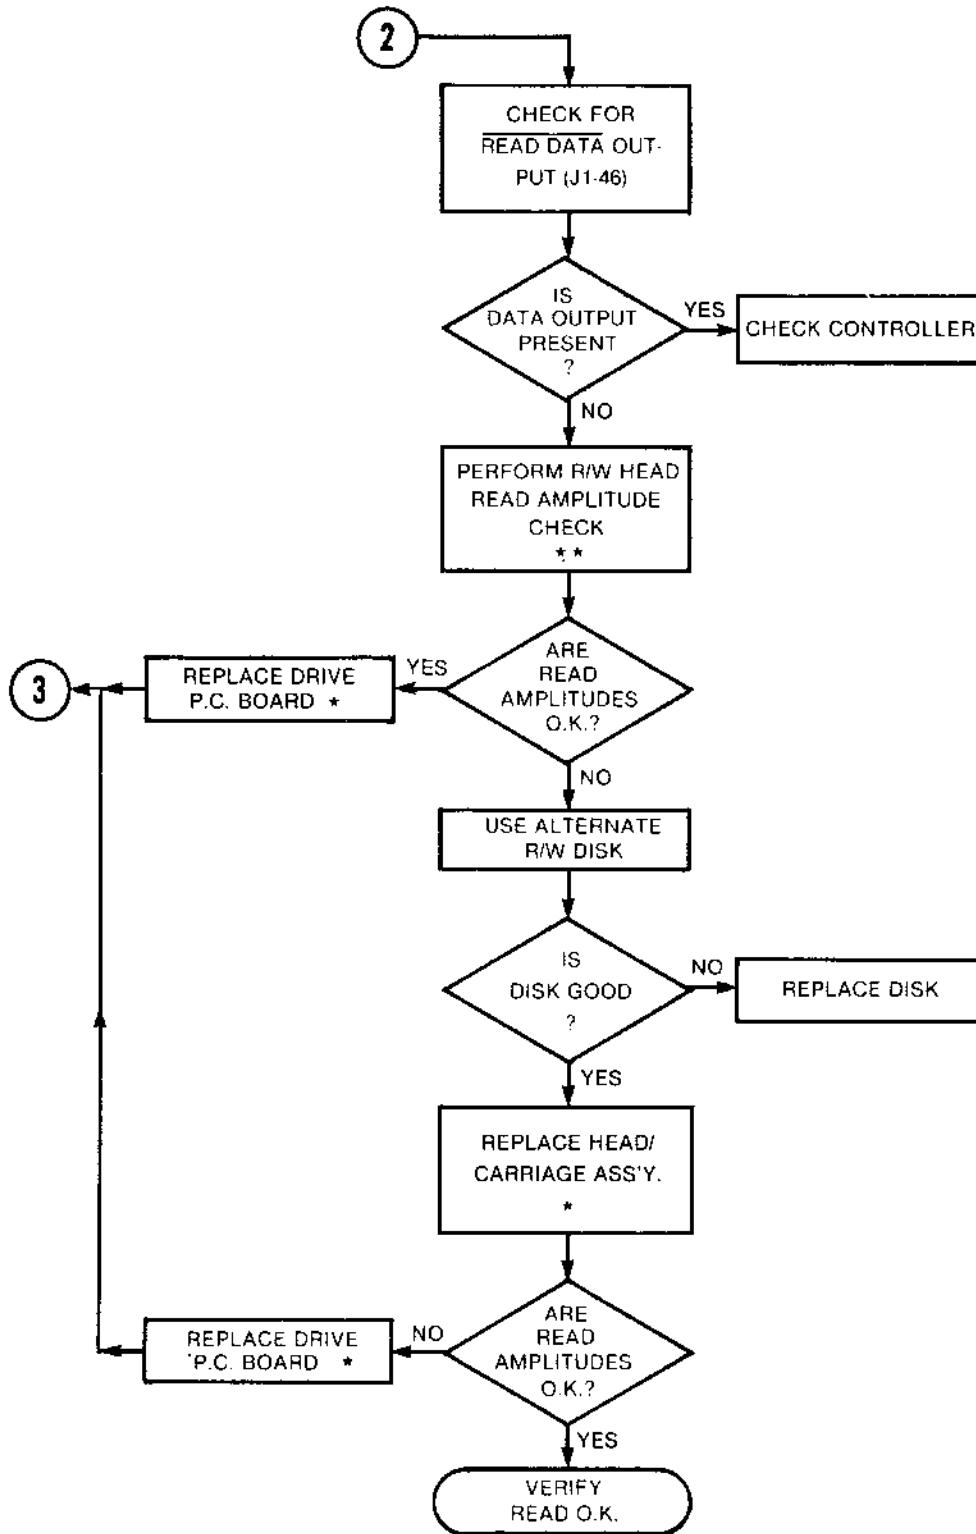 2
CHECK FOR
READ DATA OUT-
PUT (J1-46)
IS
DATA OUTPUT
PRESENT
?
YES
CHECK CONTROLLER
NO
PERFORM R/W HEAD
READ AMPLITUDE
CHECK
**
ARE
READ
AMPLITUDES
O.K.?
YES
REPLACE DRIVE
P.C. BOARD *
3
NO
USE ALTERNATE
R/W DISK
IS
DISK GOOD
?
NO
REPLACE DISK
YES
REPLACE HEAD/
CARRIAGE ASS'Y.
*
ARE
READ
AMPLITUDES
O.K.?
NO
REPLACE DRIVE
P.C. BOARD *
YES
VERIFY
READ O.K.